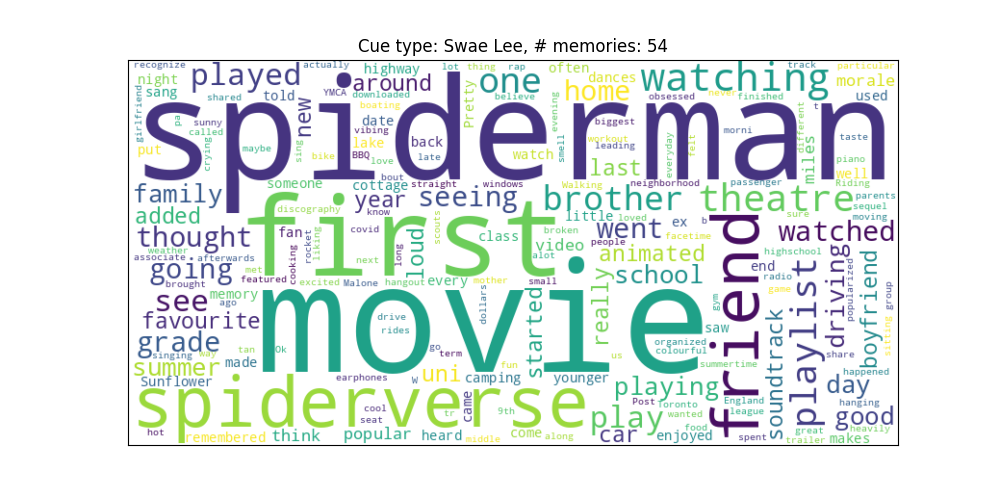 Cue type: Swae Lee, # memories: 54
recognize actually lot thing rap often track particular
night played highway around one dances watching morale
sang shared told YMCA downloaded Pretty believe home obsessed never finished used
girlfriend pa sunny new date boating evening biggest everyday t different
spiderman
called crying maybe sing vibing lake back smell workout leading felt morni taste
put bike BBQ love late watch last miles piano well
someone cottage bout straight windows Walking neighborhood passenger Riding
family year seeing brother theatre parents sequel
added discography know little loved ex b sure moving
first
thought fan liking covid scouts class broken went friend highschool watched
weather rocket loud video people facetime animated
associate afterwards cooking long next alot end
going met excited hangout every mother really school radio driving popularized boyfriend
brought featured Malone small
see memory ago dollars started gym game playlist group
movie
favourite drive saw soundtrack
grade rides organized colourful sitting
singing way tan Ok go term fun us share
summer made summertime happened
Sunflower earphones w uni camping younger playing day hanging
spiderverse
cool seat came tr 9th Post toronto England league
hot play wanted food good
remembered think popular heard middle come along car enjoyed spent great trailer makes heavily